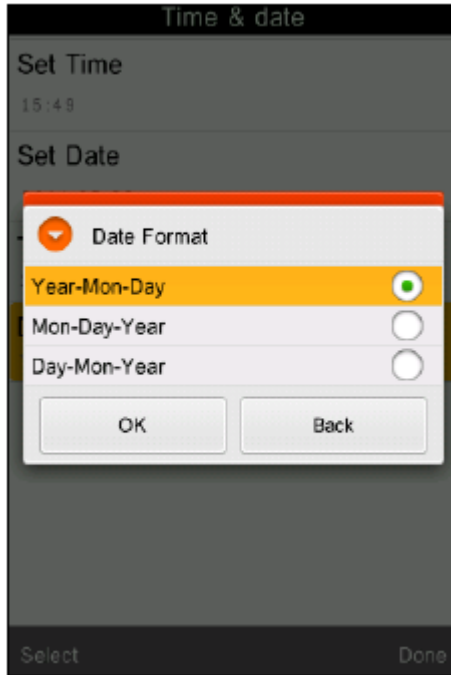 Time & date
Set Time
15:49
Set Date
Date Format
Year-Mon-Day
Mon-Day-Year
Day-Mon-Year
OK
Back
Select
Done